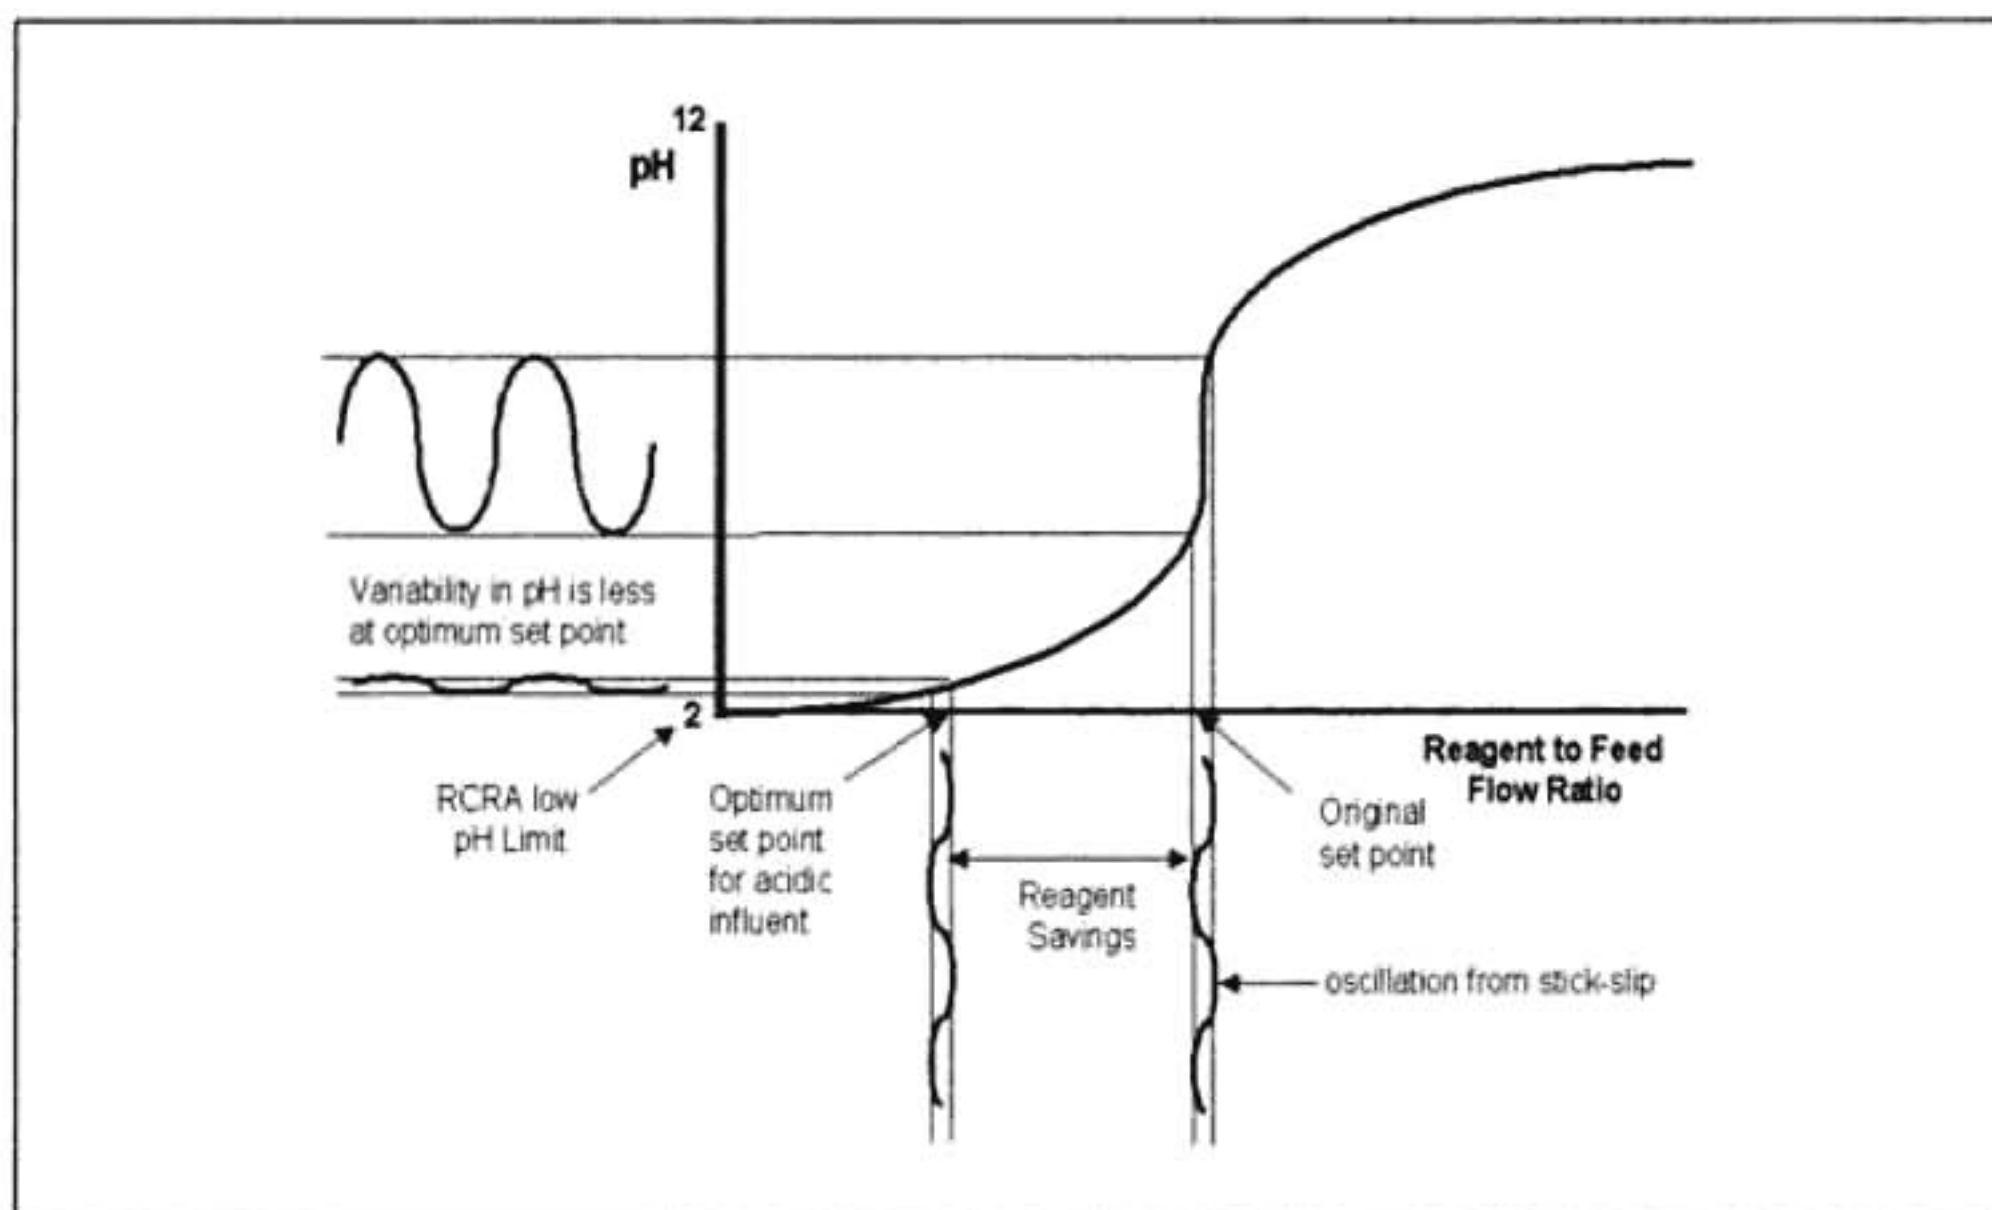 12
pH
Variability in pH is less
at optimum set point
2
RCRA low
pH Limit
Optimum
set point
for acidic
influent
Reagent
Savings
Original
set point
Reagent to Feed
Flow Ratio
oscillation from stick-slip